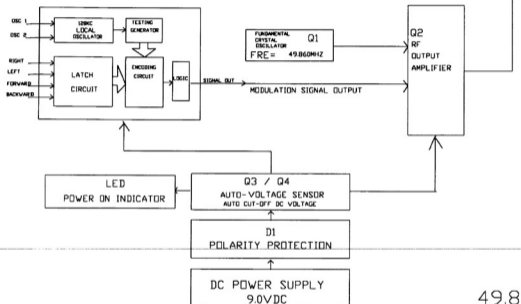 OSC 1
OSC 2
128KC
LOCAL
OSCILLATOR
TESTING
GENERATOR
RIGHT
LEFT
FORWARD
BACKWARD
LATCH
CIRCUIT
ENCODING
CIRCUIT
LOGIC
SIGNAL OUT
MODULATION SIGNAL OUTPUT
FUNDAMENTAL
CRYSTAL
OSCILLATOR
Q1
FRE= 49.860MHZ
Q2
RF
OUTPUT
AMPLIFIER
LED
POWER ON INDICATOR
Q3 / Q4
AUTO-VOLTAGE SENSOR
AUTO CUT-OFF DC VOLTAGE
D1
POLARITY PROTECTION
DC POWER SUPPLY
9.0VDC
49.8